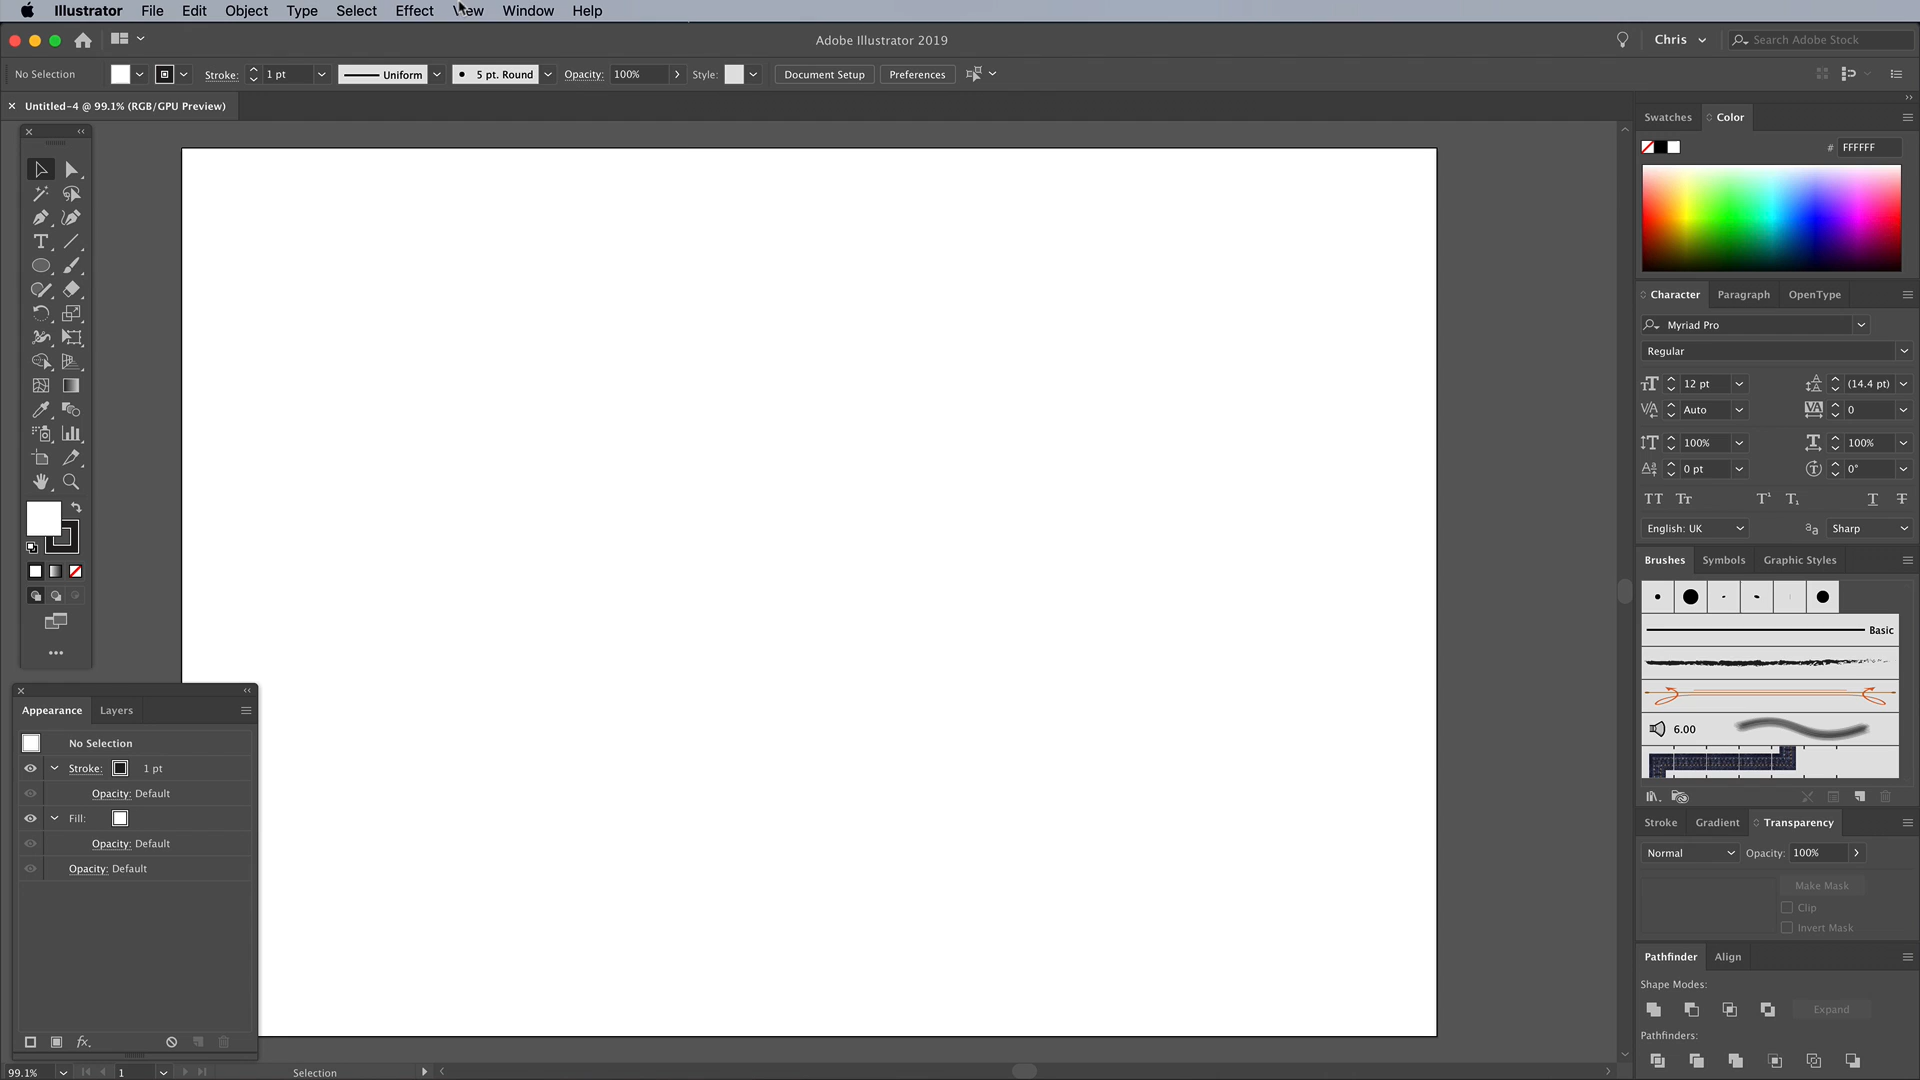 Illustrator File Edit Object Type Select Effect View Window Help
Adobe Illustrator 2019
Chris
Search Adobe Stock
No Selection
Stroke: 1 pt
Uniform
5 pt. Round
Opacity: 100%
Style:
Document Setup
Preferences
Untitled-4 @ 99.1% (RGB/GPU Preview)
Swatches Color
# FFFFFF
Character Paragraph OpenType
Myriad Pro
Regular
12 pt (14.4 pt)
Auto 0
100% 100%
0 pt 0°
English: UK Sharp
Brushes Symbols Graphic Styles
Basic
6.00
Stroke Gradient Transparency
Normal Opacity: 100%
Make Mask
Clip
Invert Mask
Pathfinder Align
Shape Modes:
Expand
Pathfinders:
Appearance Layers
No Selection
Stroke: 1 pt
Opacity: Default
Fill:
Opacity: Default
Opacity: Default
fx.
99.1% 1 Selection